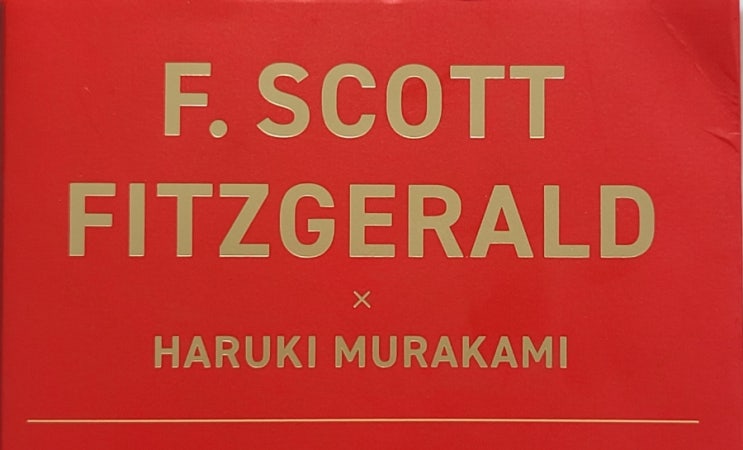 F. SCOTT
FITZGERALD
×
HARUKI MURAKAMI